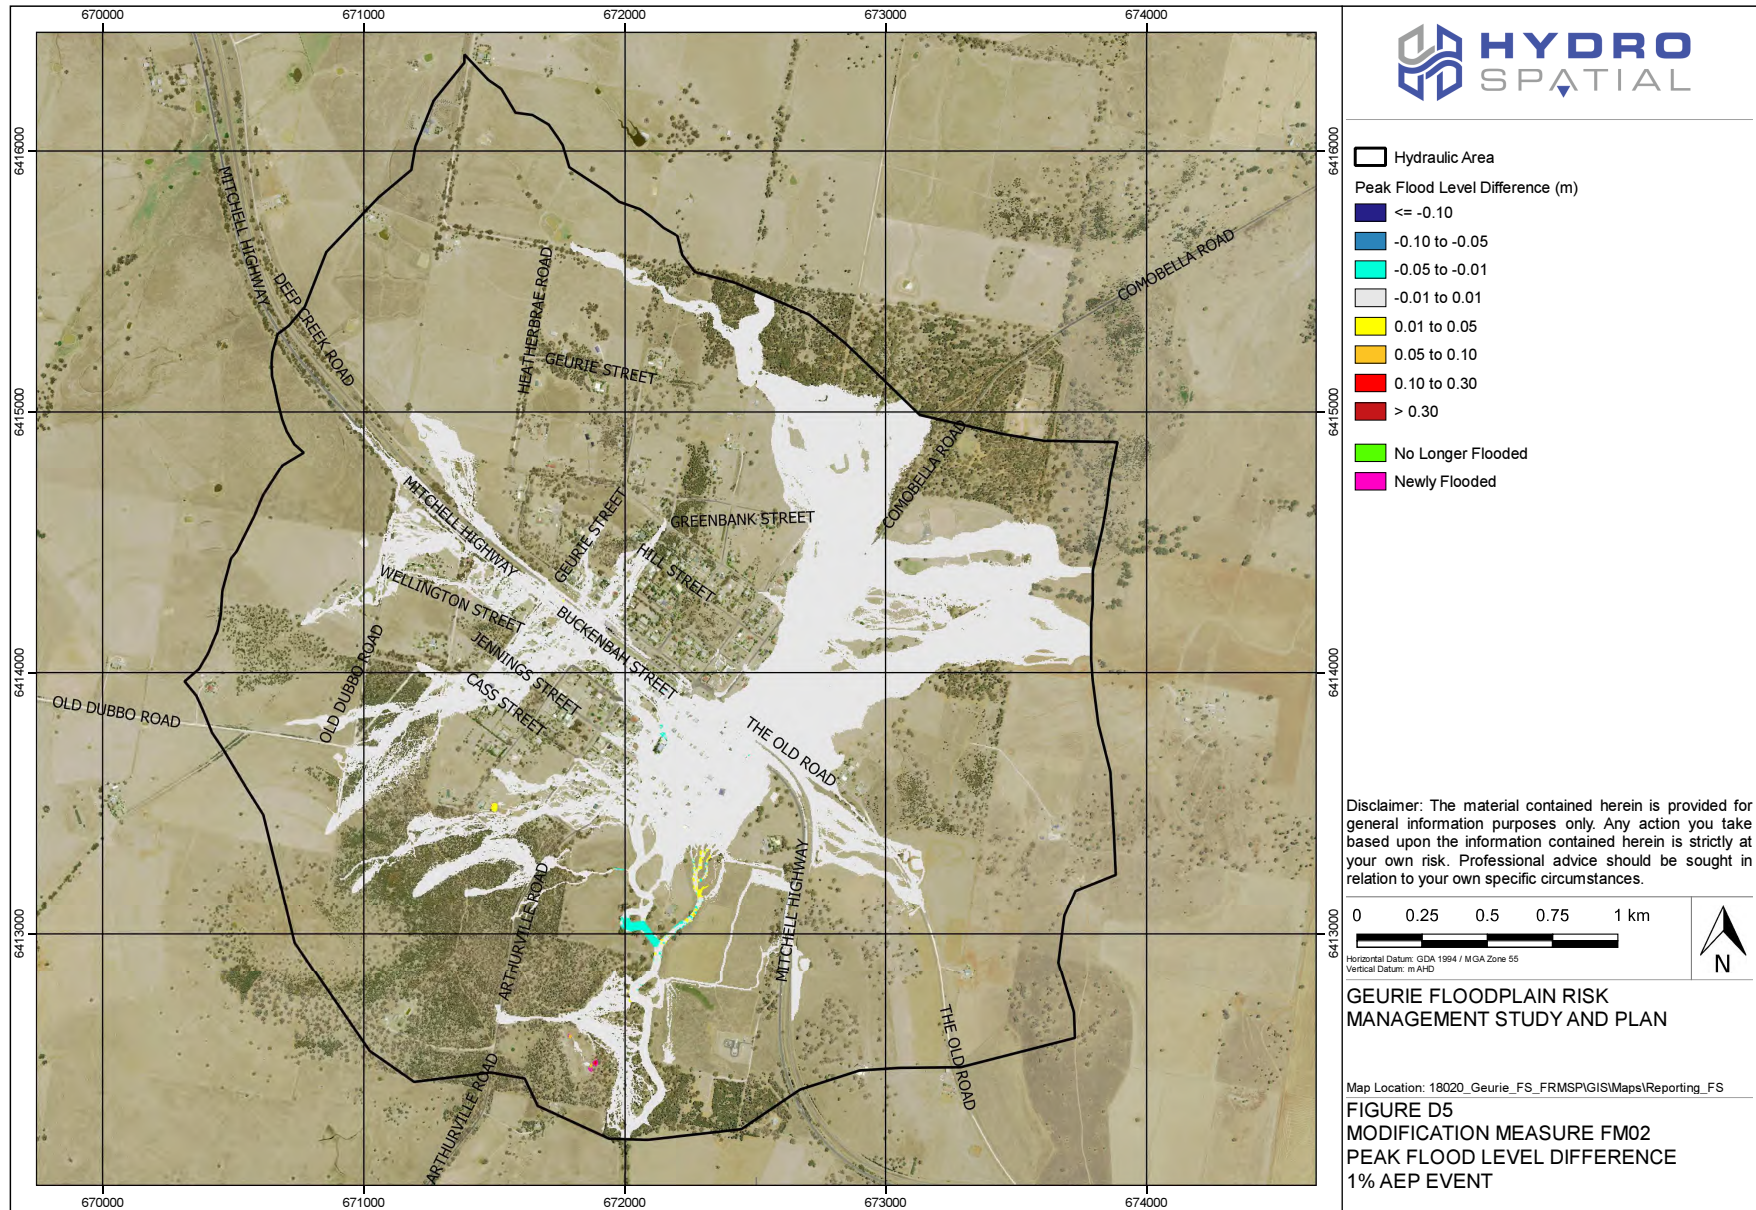 670000
671000
672000
673000
674000
6416000
6416000
6415000
6415000
6414000
6414000
6413000
6413000
670000
671000
672000
673000
674000
MITCHELL HIGHWAY
DEEP CREEK ROAD
HEATHERBRAE ROAD
GEURIE STREET
COMOBELLA ROAD
COMOBELLA ROAD
MITCHELL HIGHWAY
GEURIE STREET
GREENBANK STREET
HILL STREET
WELLINGTON STREET
BUCKENBAH STREET
JENNINGS STREET
CASS STREET
OLD DUBBO ROAD
OLD DUBBO ROAD
THE OLD ROAD
ARTHURVILLE ROAD
MITCHELL HIGHWAY
THE OLD ROAD
ARTHURVILLE ROAD
HYDRO
SPATIAL
Hydraulic Area
Peak Flood Level Difference (m)
<= -0.10
-0.10 to -0.05
-0.05 to -0.01
-0.01 to 0.01
0.01 to 0.05
0.05 to 0.10
0.10 to 0.30
> 0.30
No Longer Flooded
Newly Flooded
Disclaimer: The material contained herein is provided for
general information purposes only. Any action you take
based upon the information contained herein is strictly at
your own risk. Professional advice should be sought in
relation to your own specific circumstances.
0 0.25 0.5 0.75 1 km
Horizontal Datum: GDA 1994 / MGA Zone 55
Vertical Datum: m AHD
N
GEURIE FLOODPLAIN RISK
MANAGEMENT STUDY AND PLAN
Map Location: 18020_Geurie_FS_FRMSP\GIS\Maps\Reporting_FS
FIGURE D5
MODIFICATION MEASURE FM02
PEAK FLOOD LEVEL DIFFERENCE
1% AEP EVENT